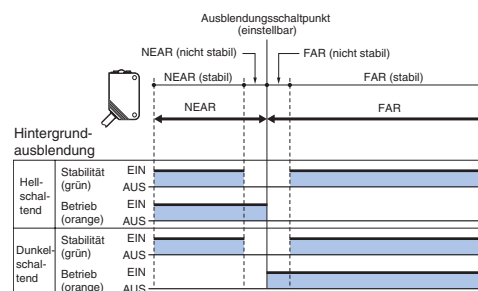 Ausblendungsschaltpunkt
(einstellbar)
NEAR (nicht stabil)
FAR (nicht stabil)
NEAR (stabil)
FAR (stabil)
NEAR
FAR
Hintergrund-
ausblendung
Hell-
schal-
tend
Stabilität
(grün)
EIN
AUS
Betrieb
(orange)
EIN
AUS
Dunkel-
schal-
tend
Stabilität
(grün)
EIN
AUS
Betrieb
(orange)
EIN
AUS